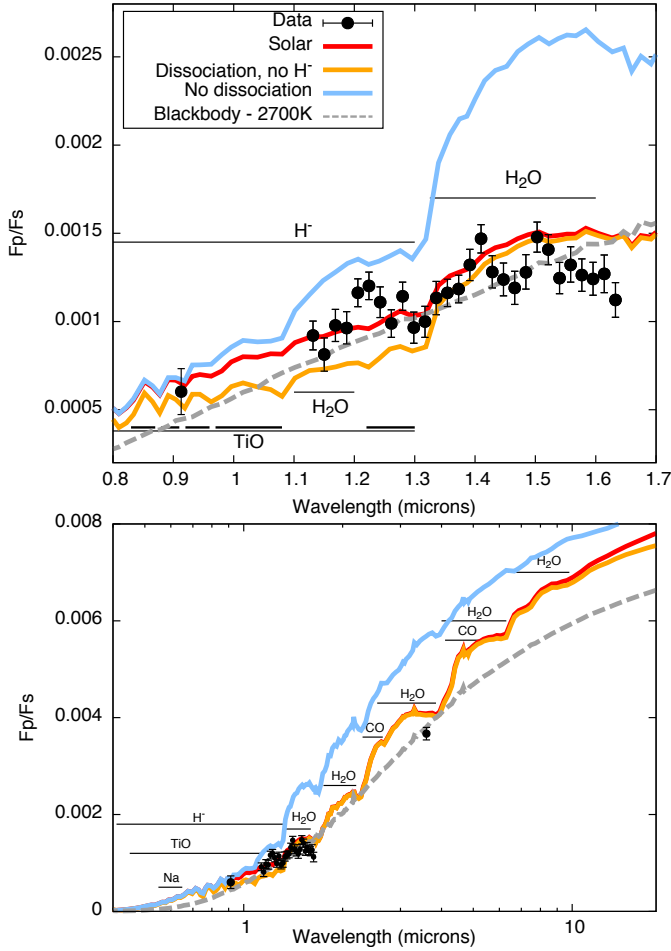 Data
Solar
Dissociation, no H⁻
No dissociation
Blackbody - 2700K
0.0025
0.002
0.0015
0.001
0.0005
Fp/Fs
H₂O
H⁻
H₂O
TiO
0.8 0.9 1 1.1 1.2 1.3 1.4 1.5 1.6 1.7
Wavelength (microns)
0.008
0.006
0.004
0.002
0
Fp/Fs
H₂O
H₂O
CO
H₂O
CO
H₂O
H⁻
H₂O
TiO
Na
1 10
Wavelength (microns)